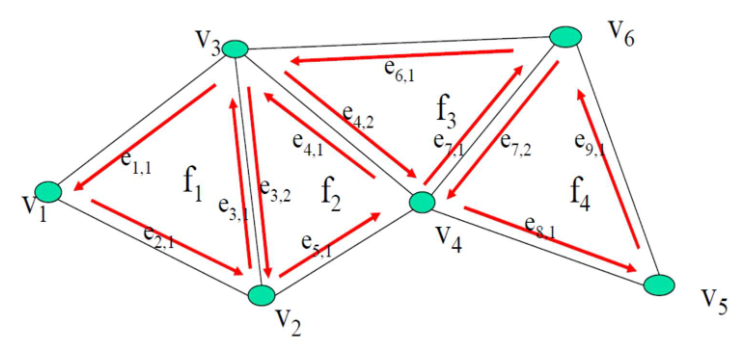 v3
v6
e6,1
e4,2
f3
e1,1
e4,1
e7,1
e7,2
e9,1
f1
e3,2
f2
f4
v1
e3,1
e2,1
e5,1
v4
e8,1
v2
v5